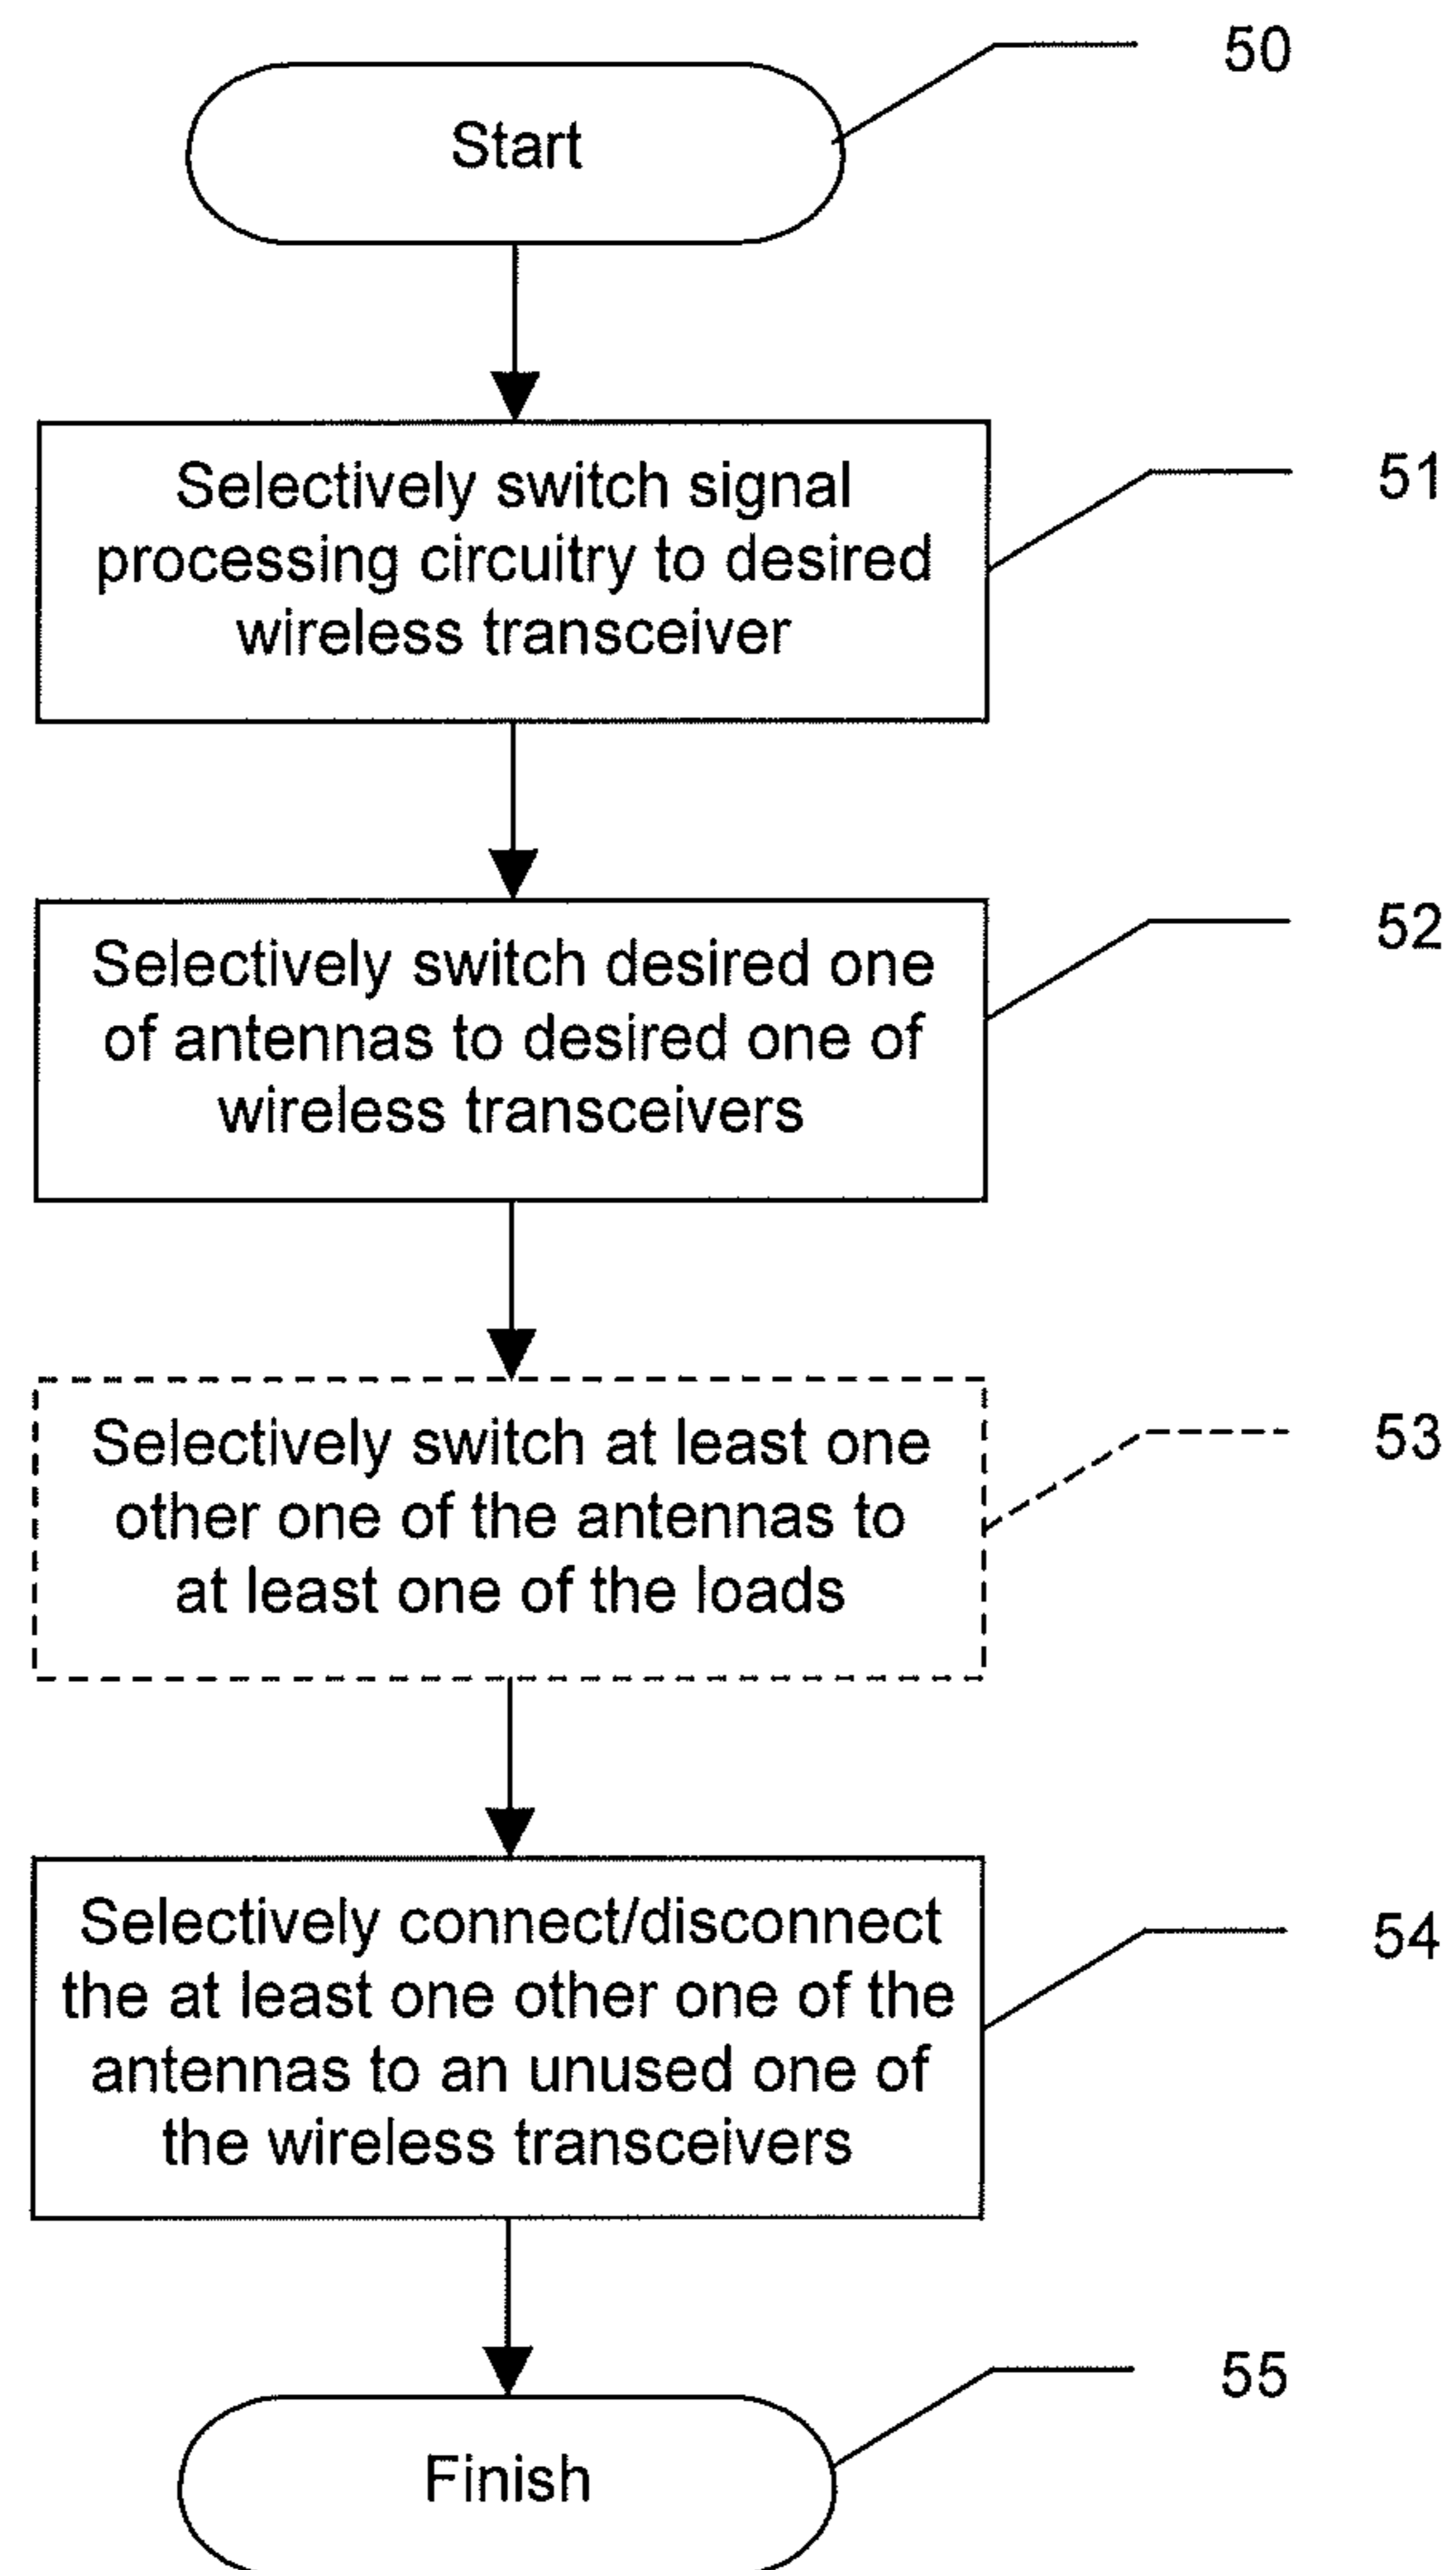 50
Start
51
Selectively switch signal
processing circuitry to desired
wireless transceiver
52
Selectively switch desired one
of antennas to desired one of
wireless transceivers
53
Selectively switch at least one
other one of the antennas to
at least one of the loads
54
Selectively connect/disconnect
the at least one other one of the
antennas to an unused one of
the wireless transceivers
55
Finish